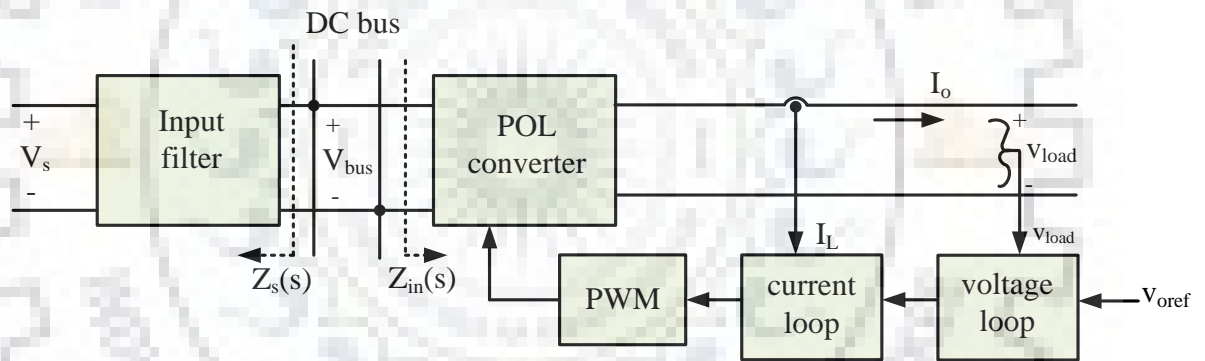 DC bus
+
V_s
-
Input
filter
+
V_bus
-
Z_s(s)
Z_in(s)
POL
converter
I_o
+
v_load
-
I_L
v_load
PWM
current
loop
voltage
loop
v_oref